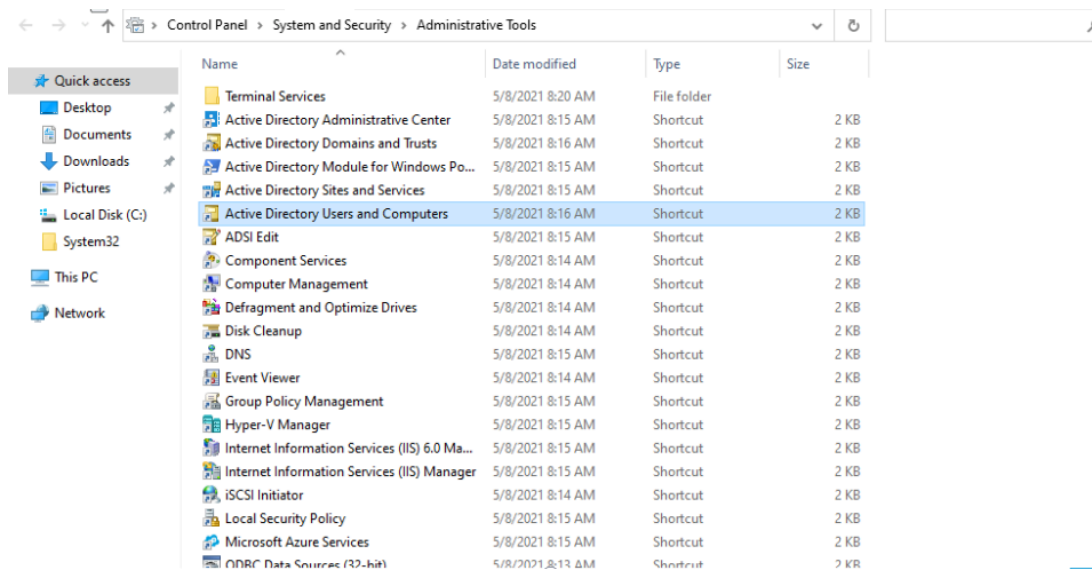 Control Panel > System and Security > Administrative Tools
Name Date modified Type Size
Quick access
Desktop
Documents
Downloads
Pictures
Local Disk (C:)
System32
This PC
Network
Terminal Services 5/8/2021 8:20 AM File folder
Active Directory Administrative Center 5/8/2021 8:15 AM Shortcut 2 KB
Active Directory Domains and Trusts 5/8/2021 8:16 AM Shortcut 2 KB
Active Directory Module for Windows Po... 5/8/2021 8:15 AM Shortcut 2 KB
Active Directory Sites and Services 5/8/2021 8:15 AM Shortcut 2 KB
Active Directory Users and Computers 5/8/2021 8:16 AM Shortcut 2 KB
ADSI Edit 5/8/2021 8:15 AM Shortcut 2 KB
Component Services 5/8/2021 8:14 AM Shortcut 2 KB
Computer Management 5/8/2021 8:14 AM Shortcut 2 KB
Defragment and Optimize Drives 5/8/2021 8:14 AM Shortcut 2 KB
Disk Cleanup 5/8/2021 8:14 AM Shortcut 2 KB
DNS 5/8/2021 8:15 AM Shortcut 2 KB
Event Viewer 5/8/2021 8:14 AM Shortcut 2 KB
Group Policy Management 5/8/2021 8:15 AM Shortcut 2 KB
Hyper-V Manager 5/8/2021 8:15 AM Shortcut 2 KB
Internet Information Services (IIS) 6.0 Ma... 5/8/2021 8:15 AM Shortcut 2 KB
Internet Information Services (IIS) Manager 5/8/2021 8:15 AM Shortcut 2 KB
iSCSI Initiator 5/8/2021 8:14 AM Shortcut 2 KB
Local Security Policy 5/8/2021 8:15 AM Shortcut 2 KB
Microsoft Azure Services 5/8/2021 8:15 AM Shortcut 2 KB
ODBC Data Sources (32-bit) 5/8/2021 8:13 AM Shortcut 2 KB